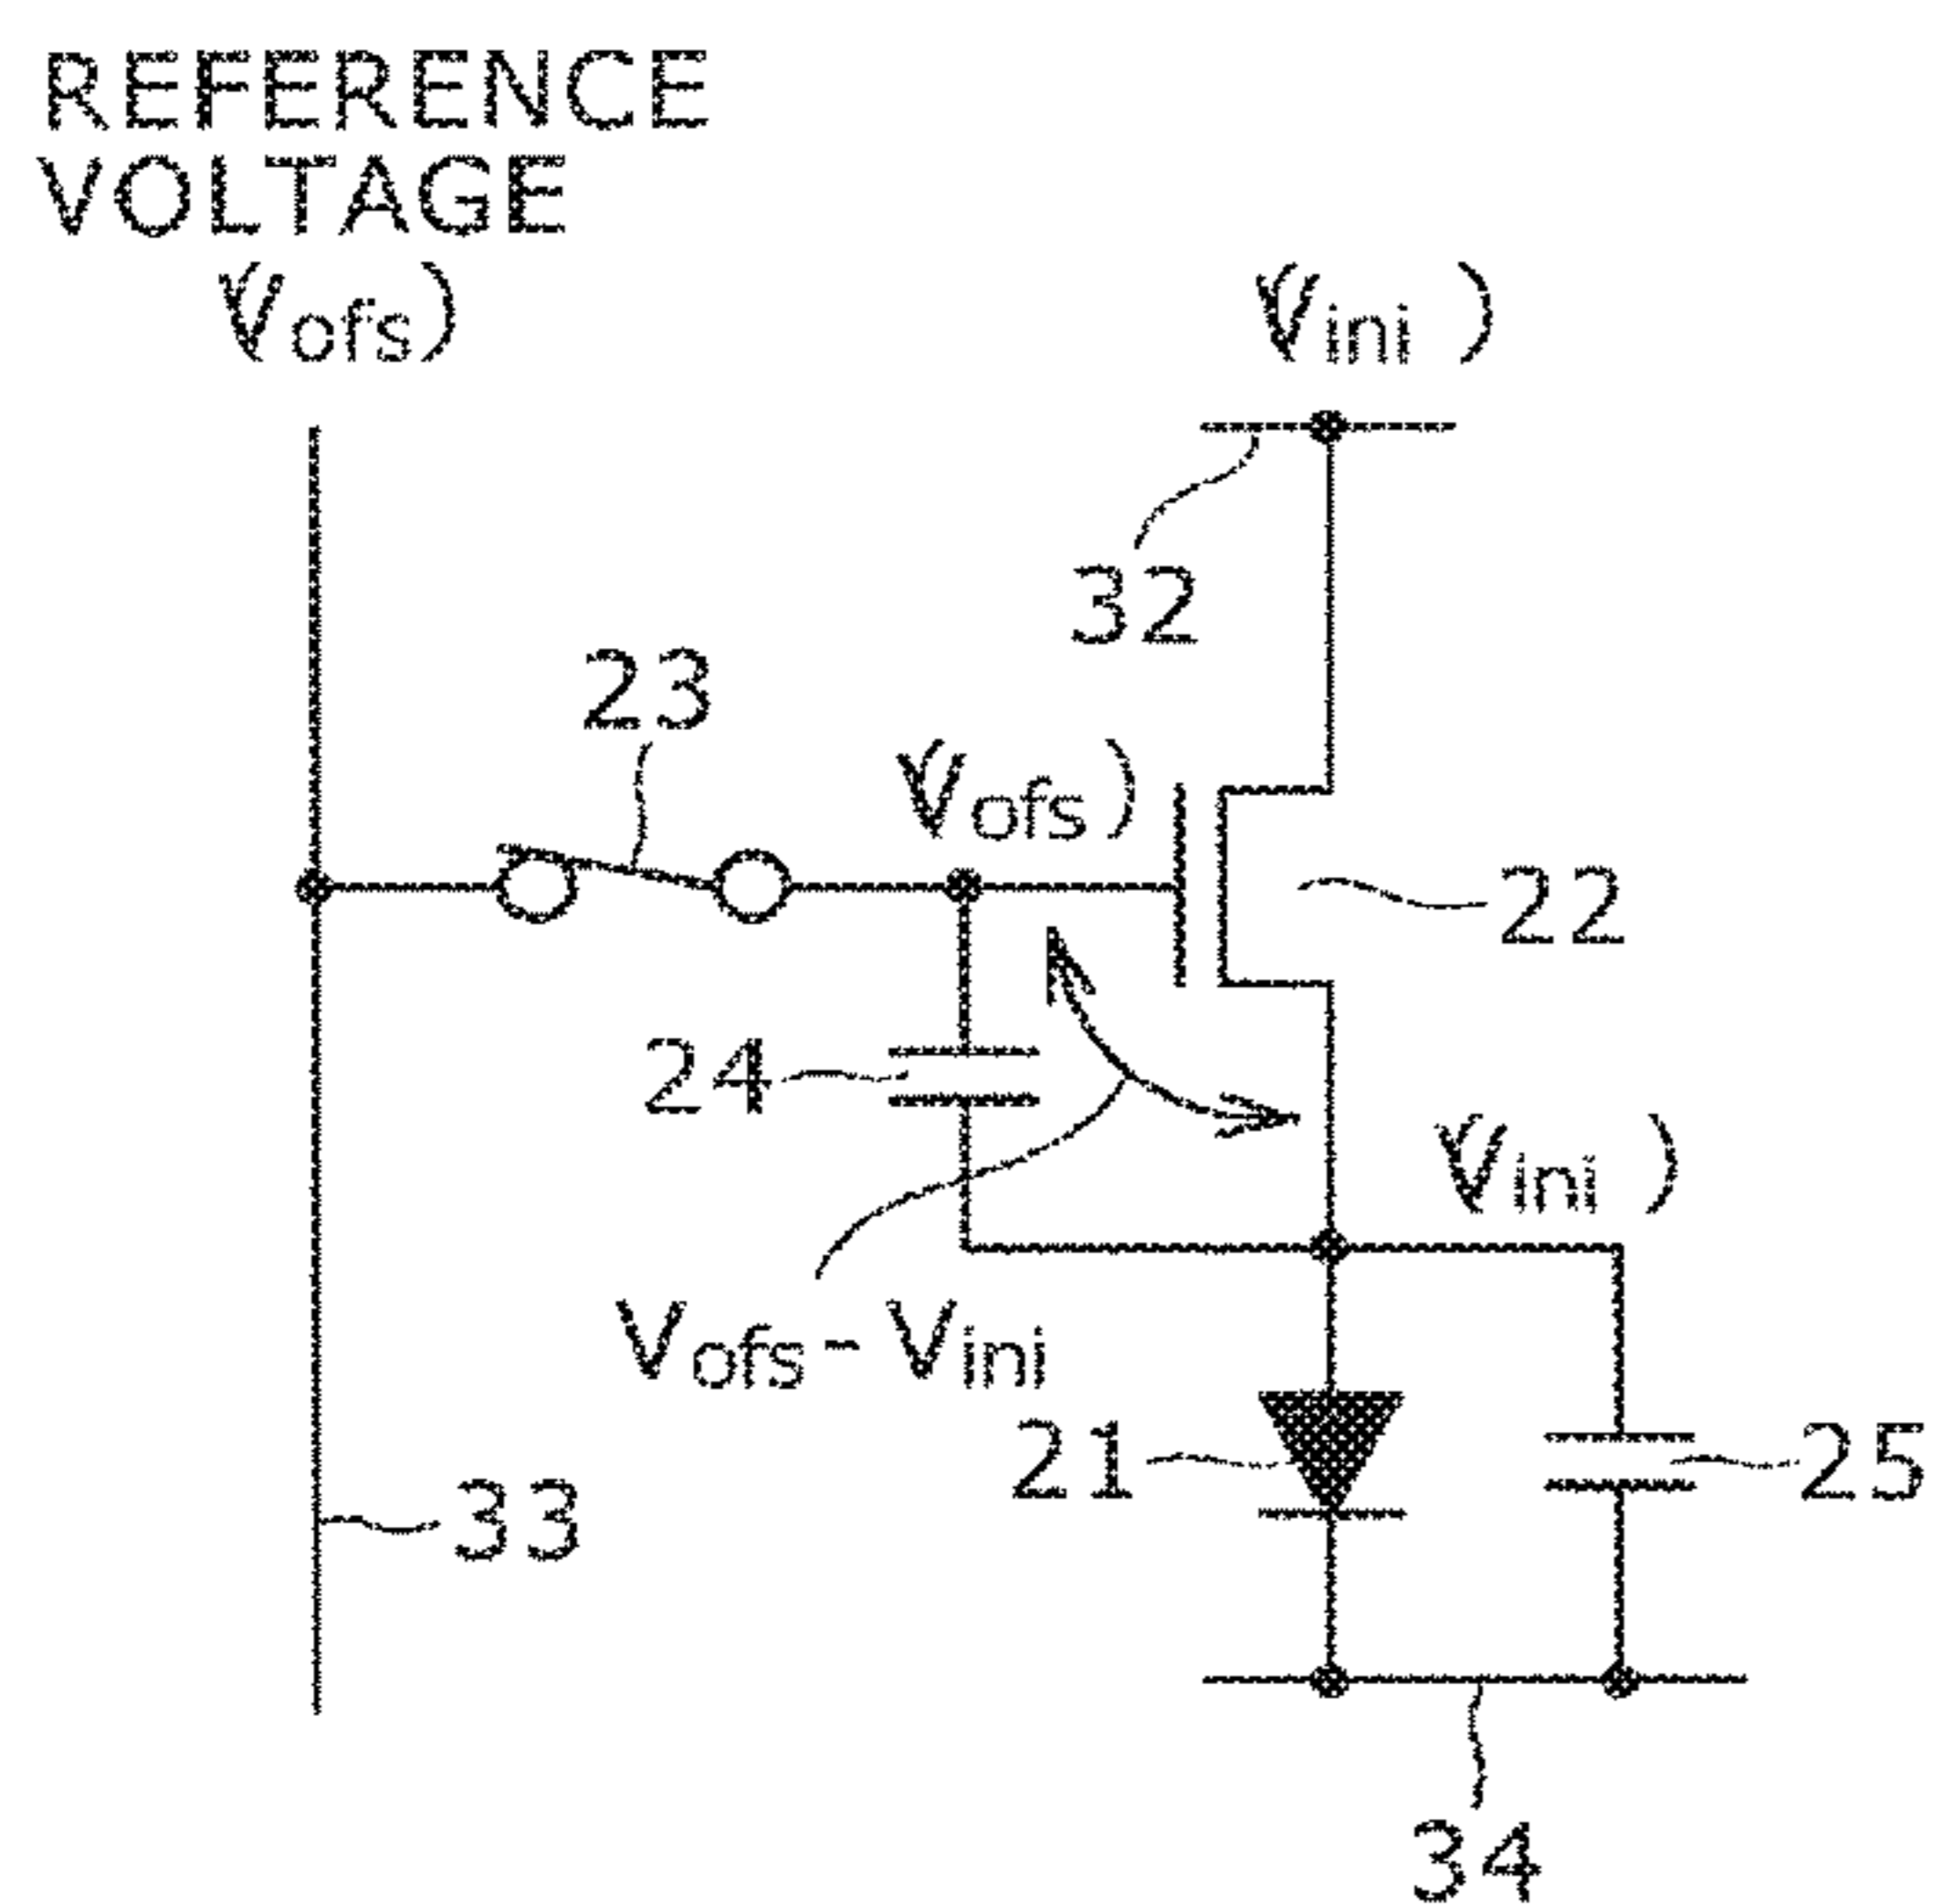 REFERENCE
VOLTAGE
(Vofs)
(Vini )
32
23
(Vofs)
22
24
(Vini )
Vofs- Vini
21
25
33
34